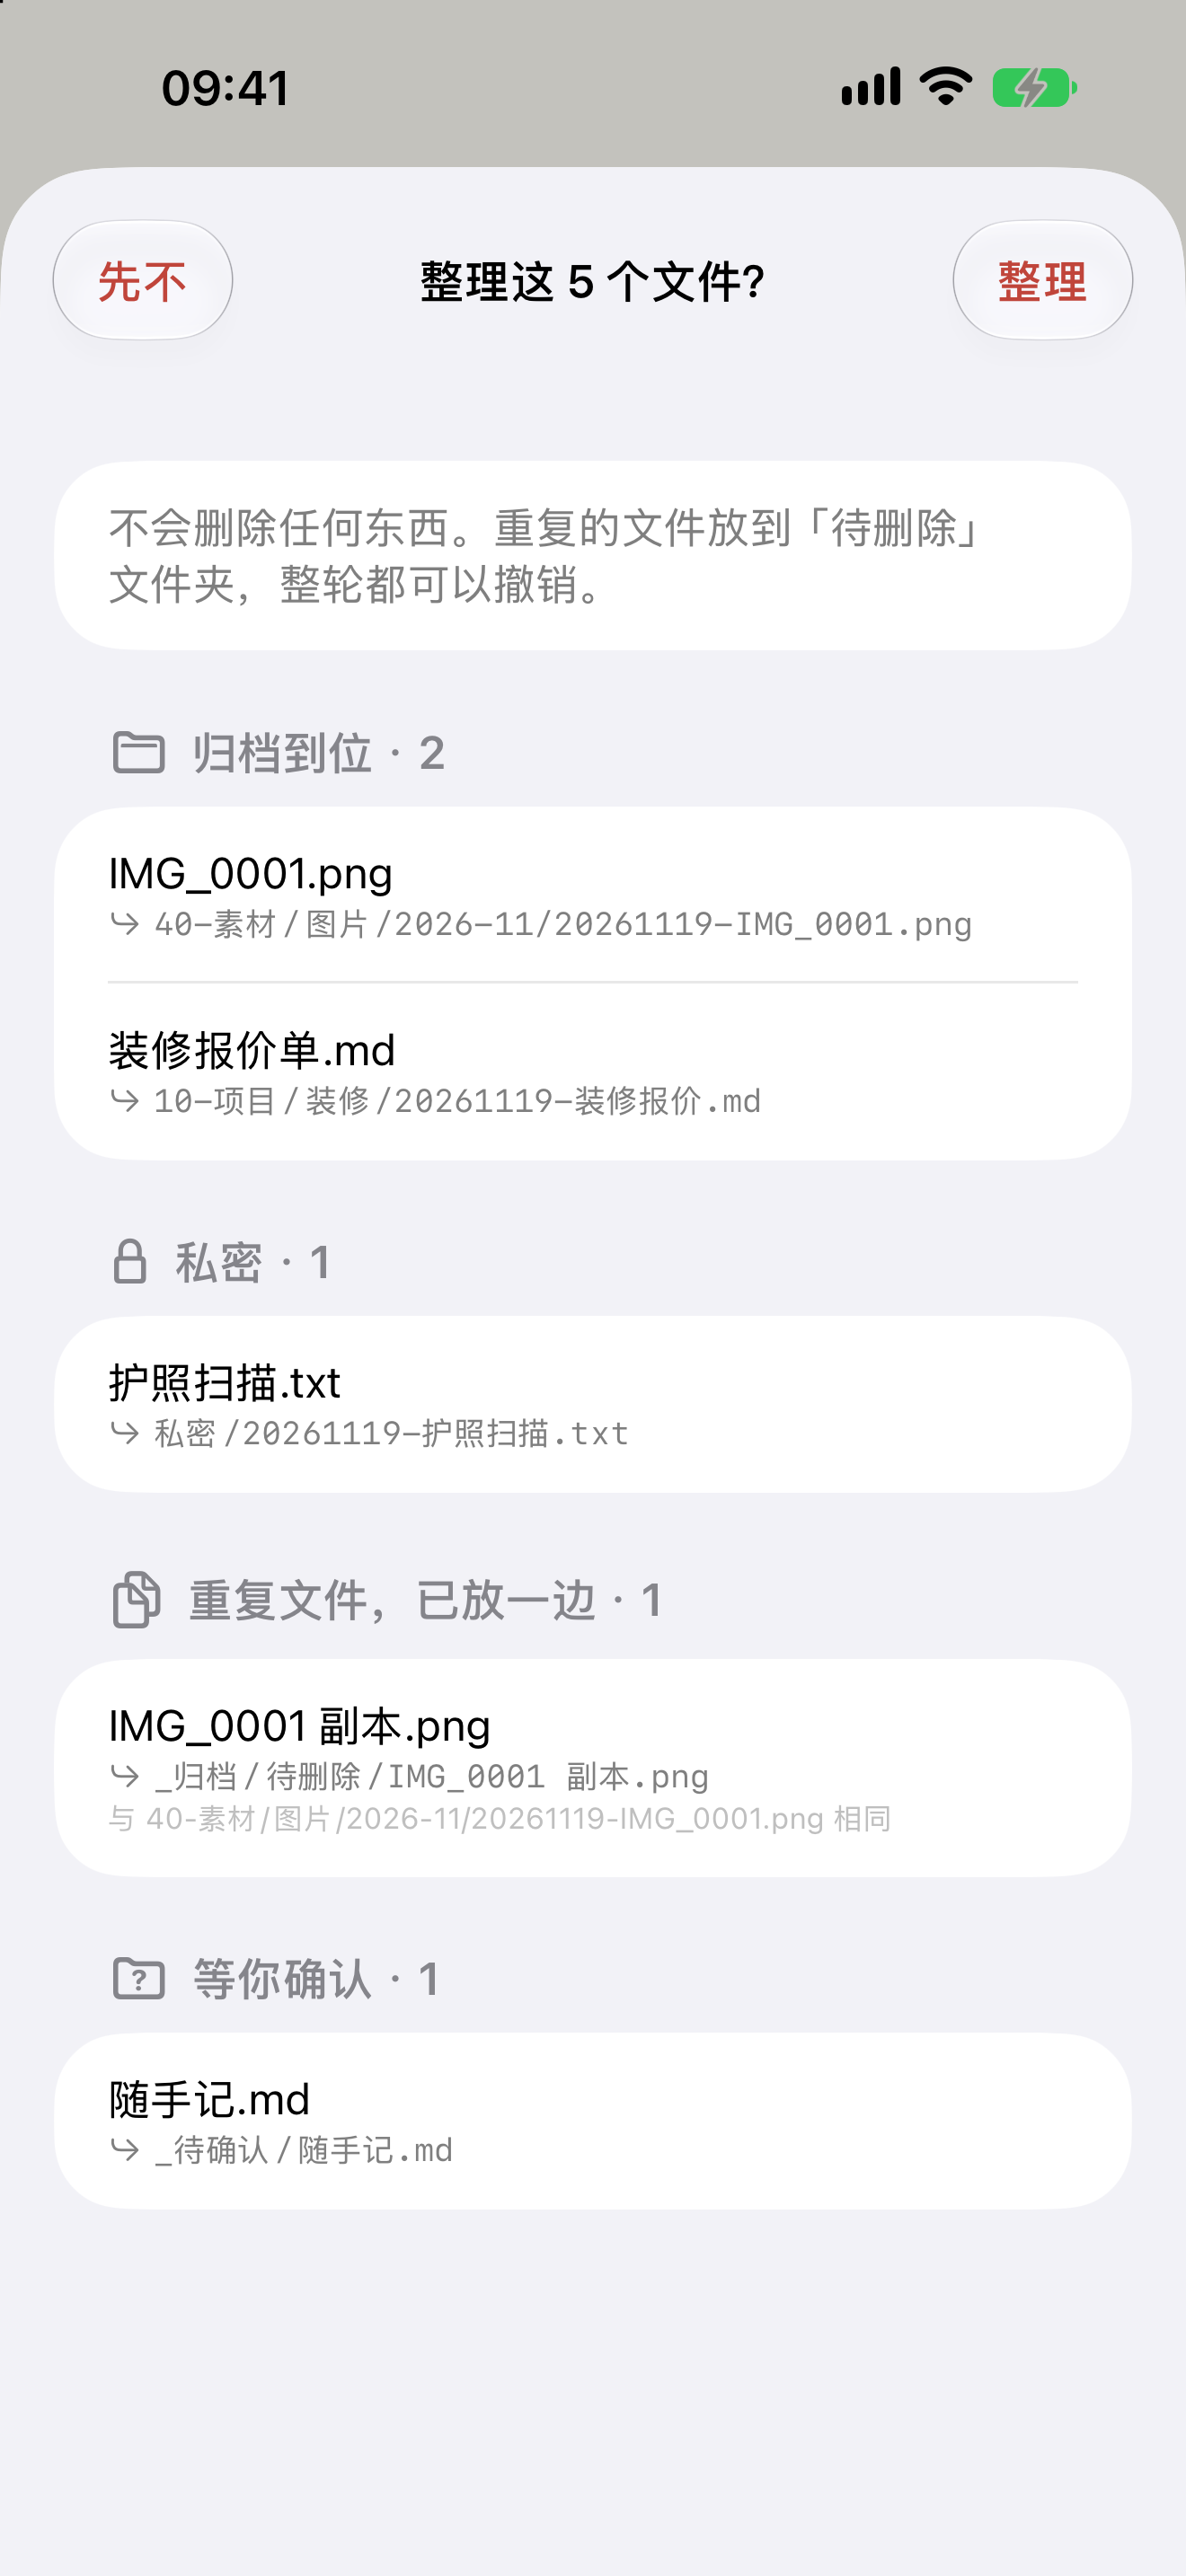 09:41
先不
整理这 5 个文件?
整理
不会删除任何东西。重复的文件放到「待删除」
文件夹，整轮都可以撤销。
归档到位 · 2
IMG_0001.png
↪ 40-素材/图片/2026-11/20261119-IMG_0001.png
装修报价单.md
↪ 10-项目/装修/20261119-装修报价.md
私密 · 1
护照扫描.txt
↪ 私密/20261119-护照扫描.txt
重复文件，已放一边 · 1
IMG_0001 副本.png
↪ _归档/待删除/IMG_0001 副本.png
与 40-素材/图片/2026-11/20261119-IMG_0001.png 相同
等你确认 · 1
随手记.md
↪ _待确认/随手记.md